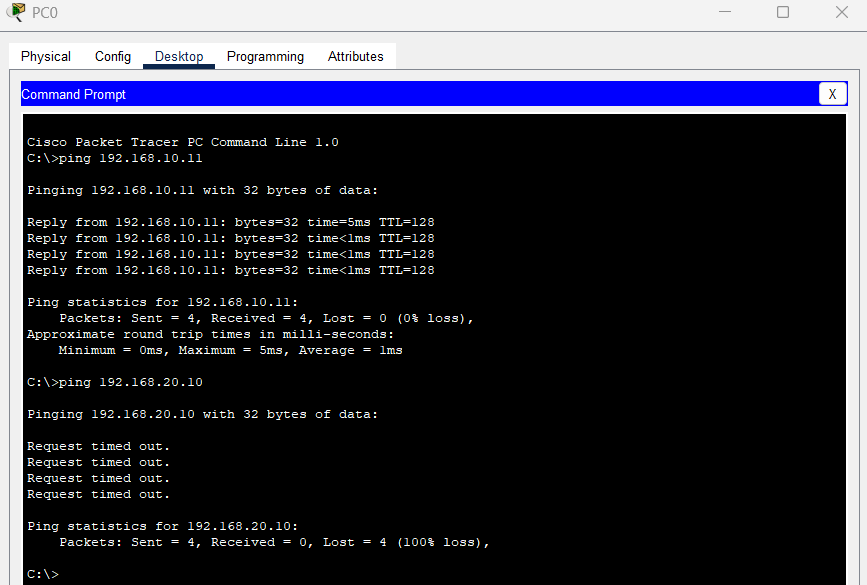 PC0
Physical Config Desktop Programming Attributes
Command Prompt X
Cisco Packet Tracer PC Command Line 1.0
C:\>ping 192.168.10.11
Pinging 192.168.10.11 with 32 bytes of data:
Reply from 192.168.10.11: bytes=32 time=5ms TTL=128
Reply from 192.168.10.11: bytes=32 time<1ms TTL=128
Reply from 192.168.10.11: bytes=32 time<1ms TTL=128
Reply from 192.168.10.11: bytes=32 time<1ms TTL=128
Ping statistics for 192.168.10.11:
Packets: Sent = 4, Received = 4, Lost = 0 (0% loss),
Approximate round trip times in milli-seconds:
Minimum = 0ms, Maximum = 5ms, Average = 1ms
C:\>ping 192.168.20.10
Pinging 192.168.20.10 with 32 bytes of data:
Request timed out.
Request timed out.
Request timed out.
Request timed out.
Ping statistics for 192.168.20.10:
Packets: Sent = 4, Received = 0, Lost = 4 (100% loss),
C:\>